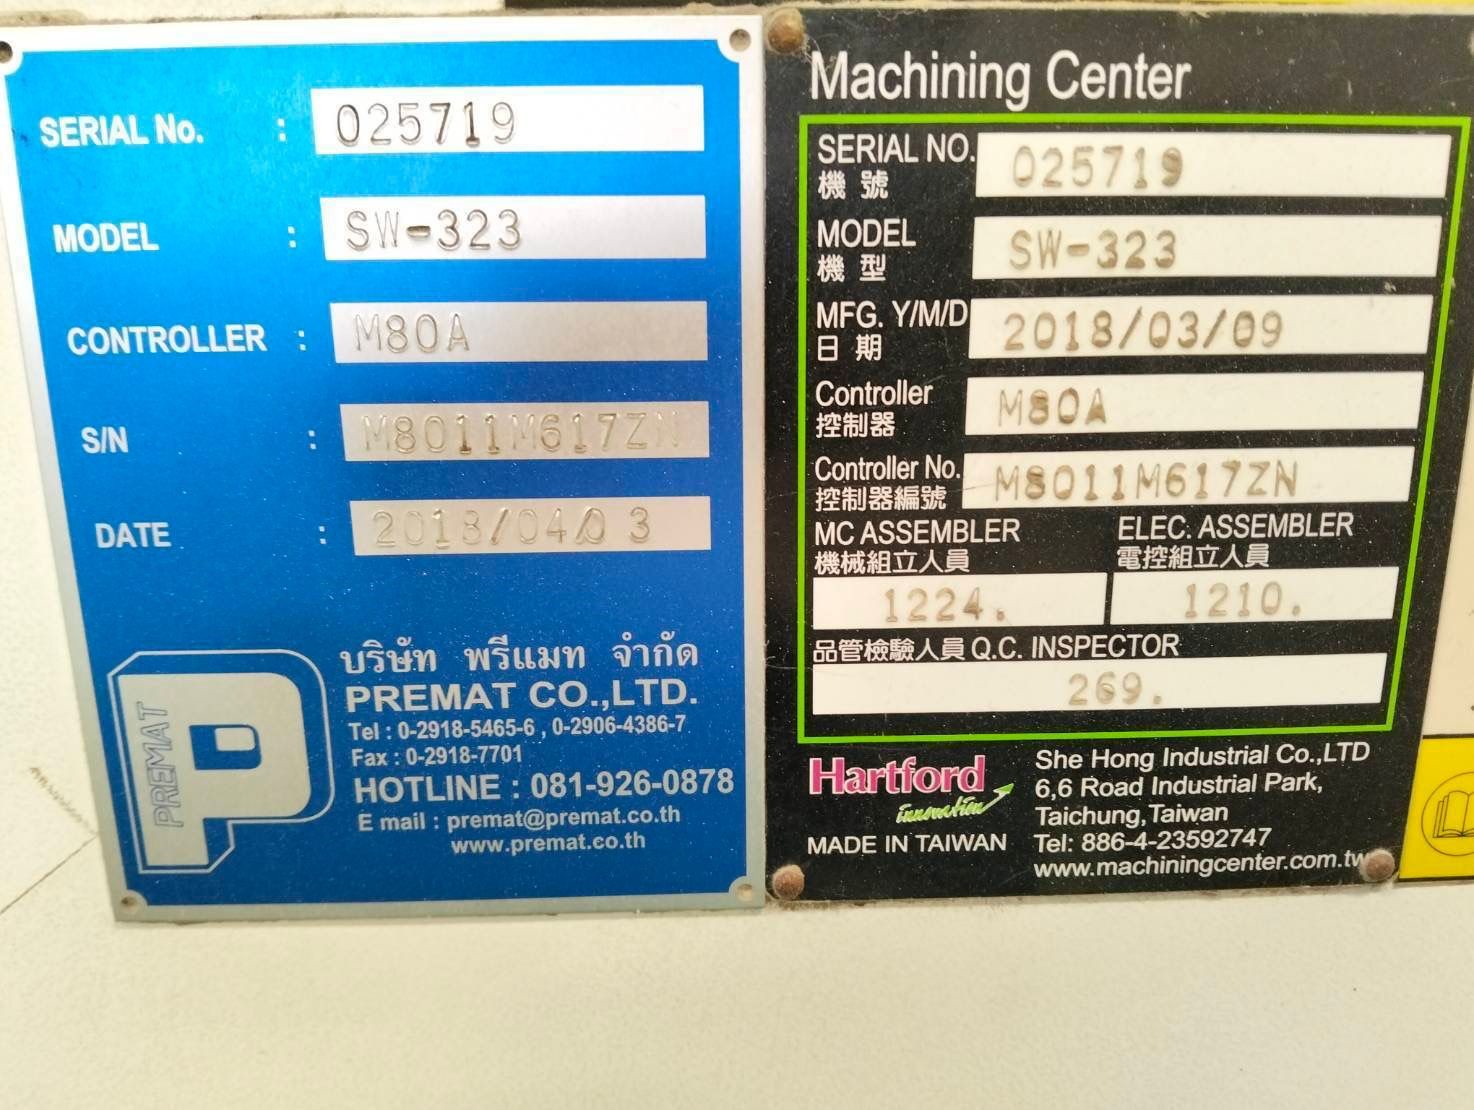 SERIAL No. : 025719
MODEL : SW-323
CONTROLLER : M80A
S/N : M8011M617ZN
DATE : 2018/04/03
PREMAT
บริษัท พรีแมท จำกัด
PREMAT CO.,LTD.
Tel : 0-2918-5465-6 , 0-2906-4386-7
Fax : 0-2918-7701
HOTLINE : 081-926-0878
E mail : premat@premat.co.th
www.premat.co.th
Machining Center
SERIAL NO. 025719
機號
MODEL SW-323
機型
MFG. Y/M/D 2018/03/09
日期
Controller M80A
控制器
Controller No. M8011M617ZN
控制器編號
MC ASSEMBLER ELEC. ASSEMBLER
機械組立人員 電控組立人員
1224. 1210.
品管檢驗人員 Q.C. INSPECTOR
269.
Hartford
innovation
MADE IN TAIWAN
She Hong Industrial Co.,LTD
6,6 Road Industrial Park,
Taichung,Taiwan
Tel: 886-4-23592747
www.machiningcenter.com.tw